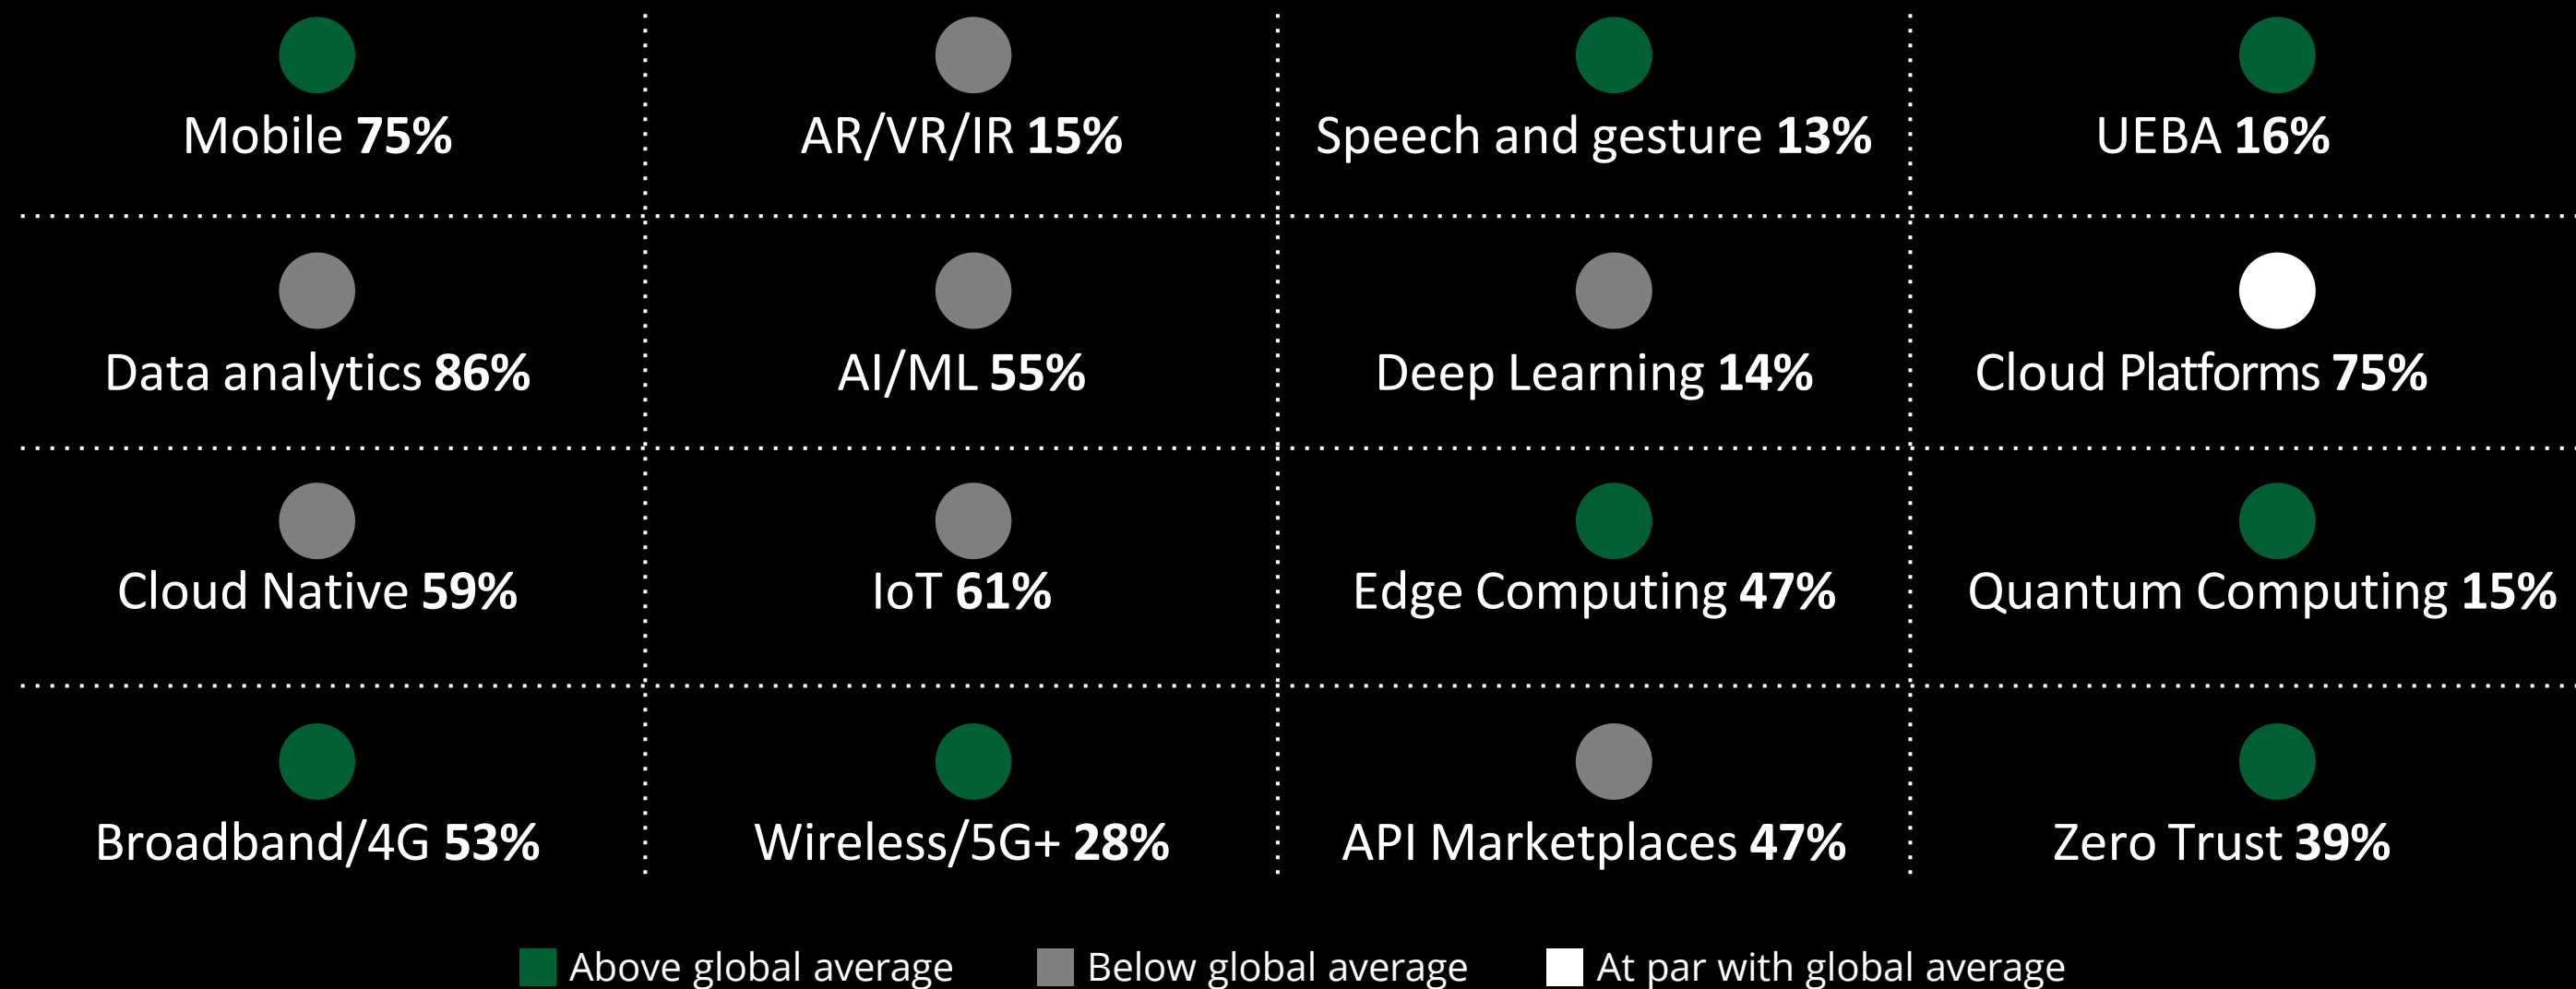 Mobile 75%
AR/VR/IR 15%
Speech and gesture 13%
UEBA 16%
Data analytics 86%
AI/ML 55%
Deep Learning 14%
Cloud Platforms 75%
Cloud Native 59%
IoT 61%
Edge Computing 47%
Quantum Computing 15%
Broadband/4G 53%
Wireless/5G+ 28%
API Marketplaces 47%
Zero Trust 39%
Above global average
Below global average
At par with global average